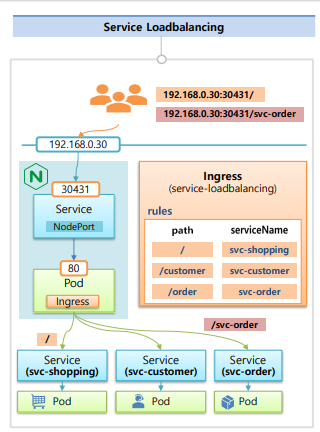 Service Loadbalancing
192.168.0.30:30431/
192.168.0.30:30431/svc-order
192.168.0.30
N
30431
Service
NodePort
80
Pod
Ingress
Ingress
(service-loadbalancing)
rules
path serviceName
/ svc-shopping
/customer svc-customer
/order svc-order
/
/svc-order
Service
(svc-shopping)
Service
(svc-customer)
Service
(svc-order)
Pod
Pod
Pod